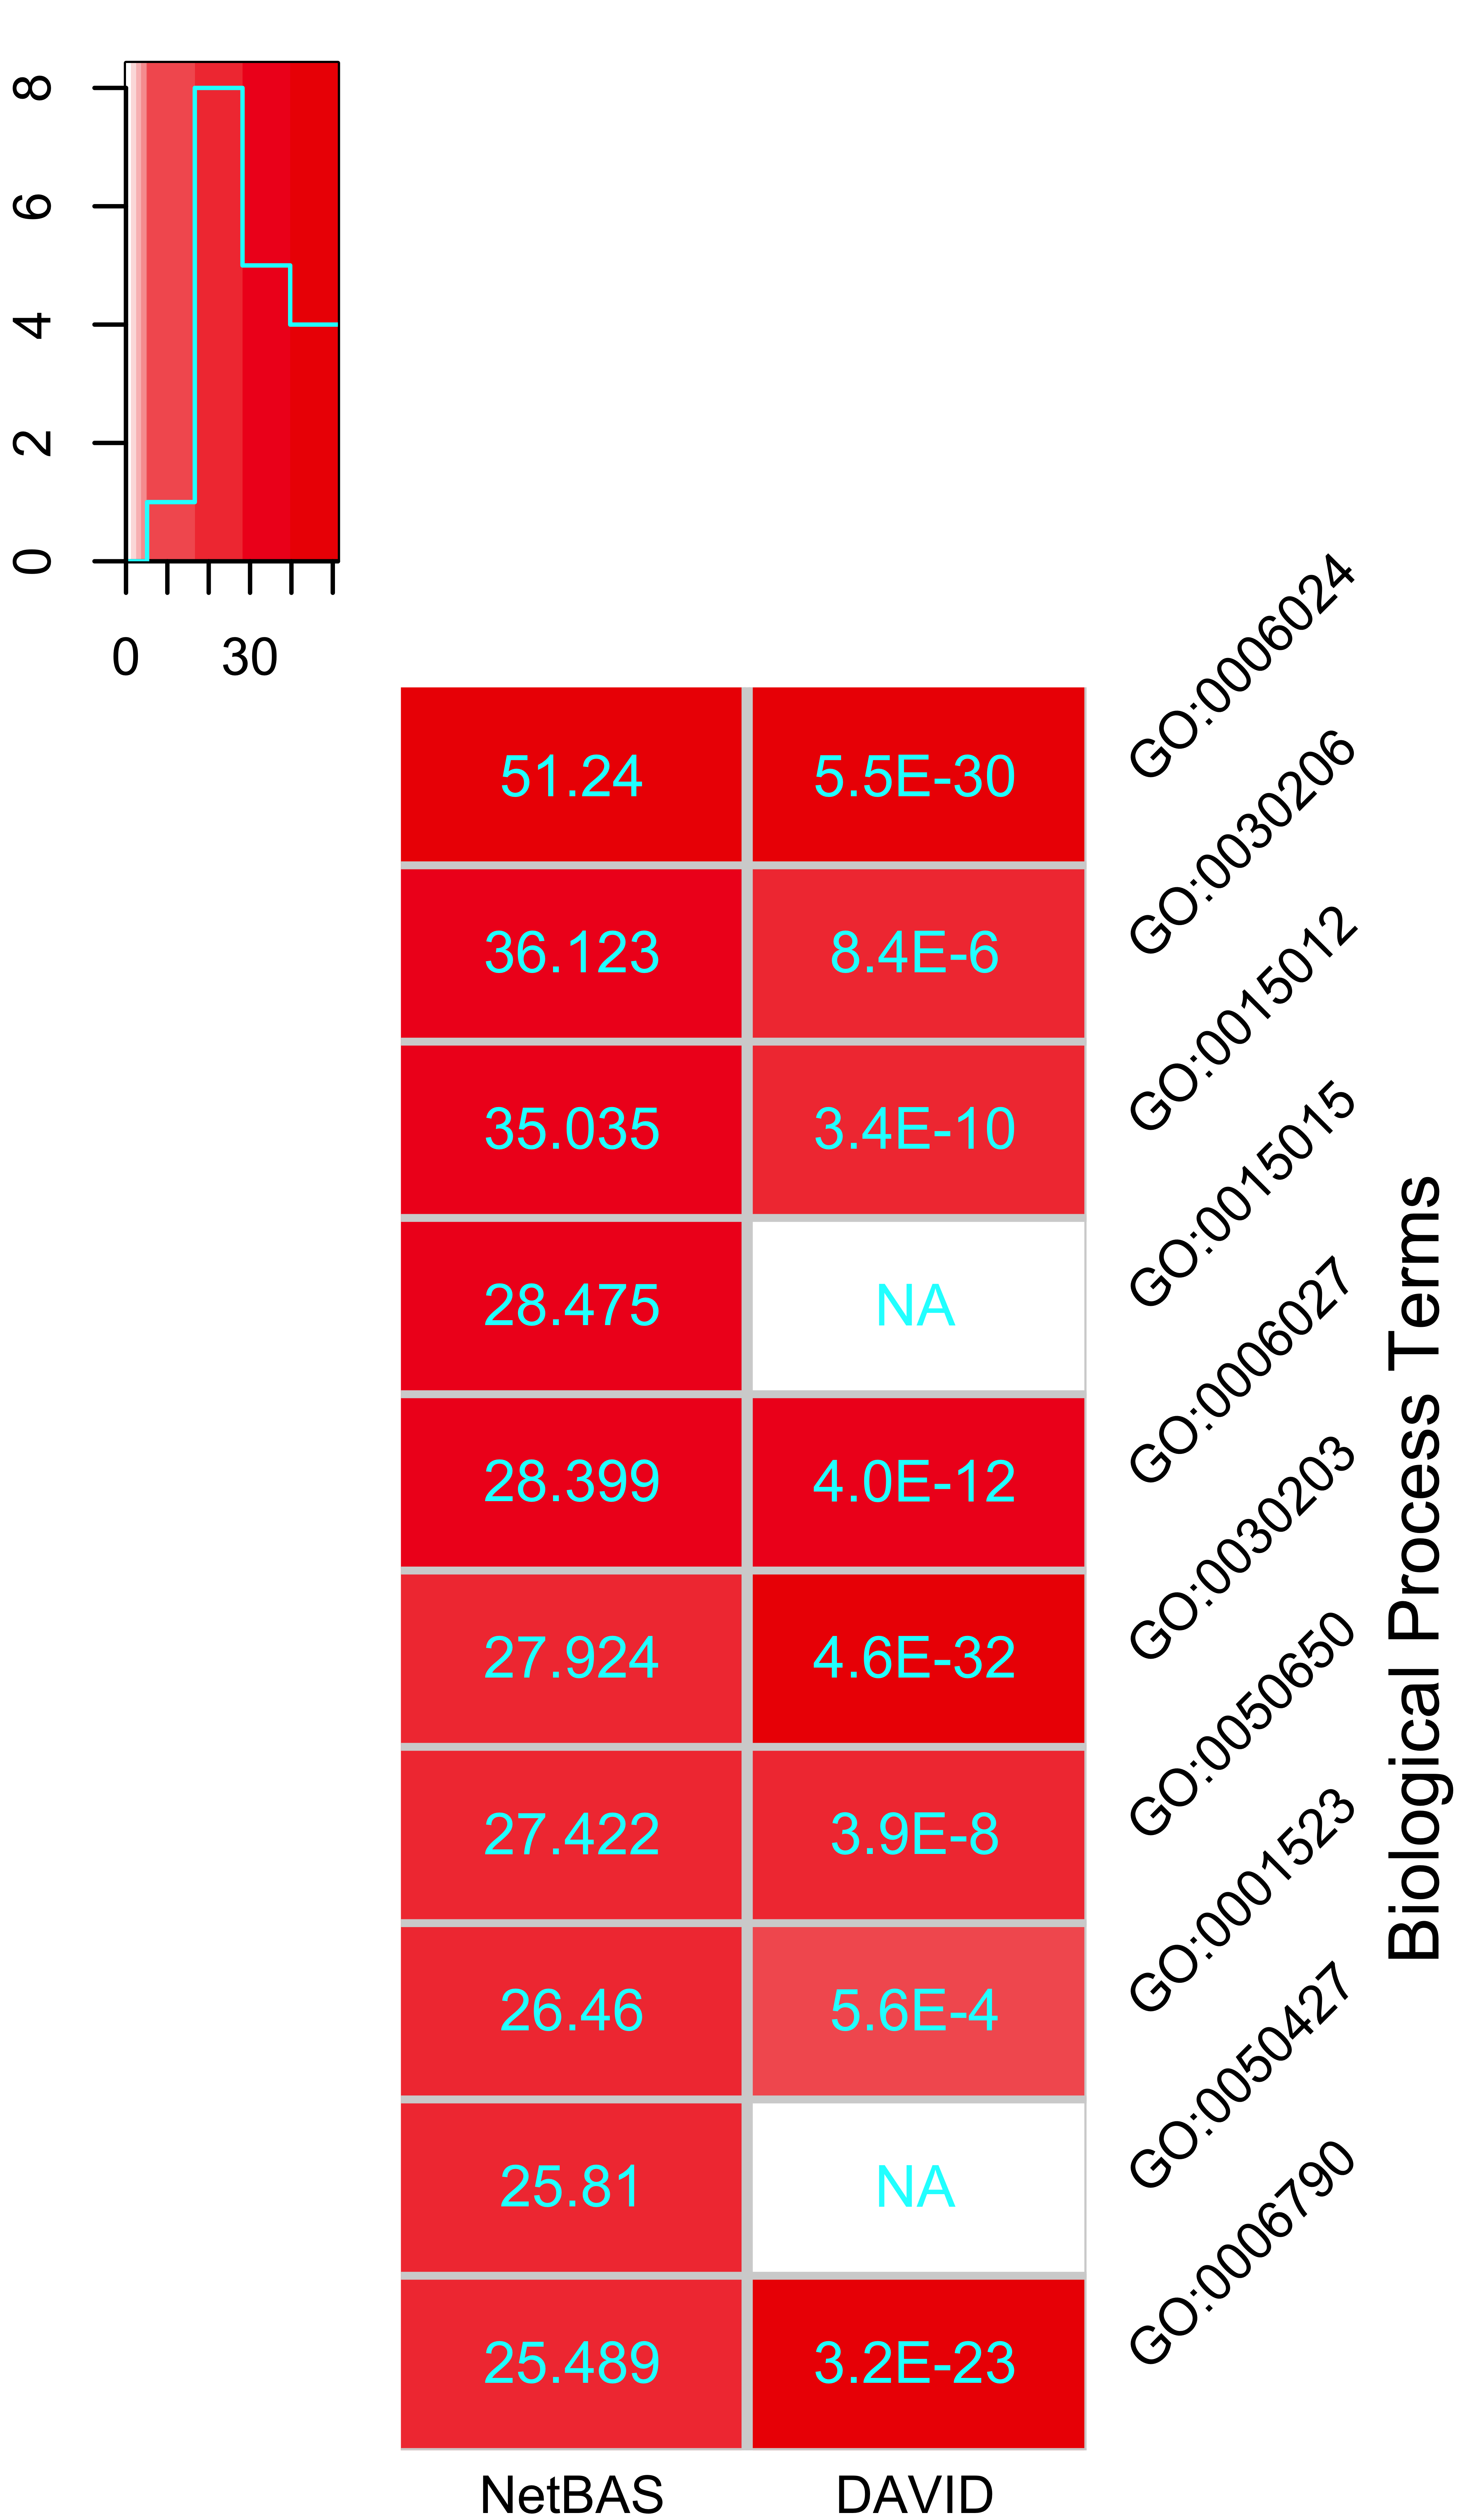 8
6
4
2
0
0 30
51.24 5.5E-30 GO:0006024
36.123 8.4E-6 GO:0030206
35.035 3.4E-10 GO:0015012
28.475 NA GO:0015015
28.399 4.0E-12 GO:0006027
27.924 4.6E-32 GO:0030203
27.422 3.9E-8 GO:0050650
26.46 5.6E-4 GO:0001523
25.81 NA GO:0050427
25.489 3.2E-23 GO:0006790
Biological Process Terms
NetBAS DAVID